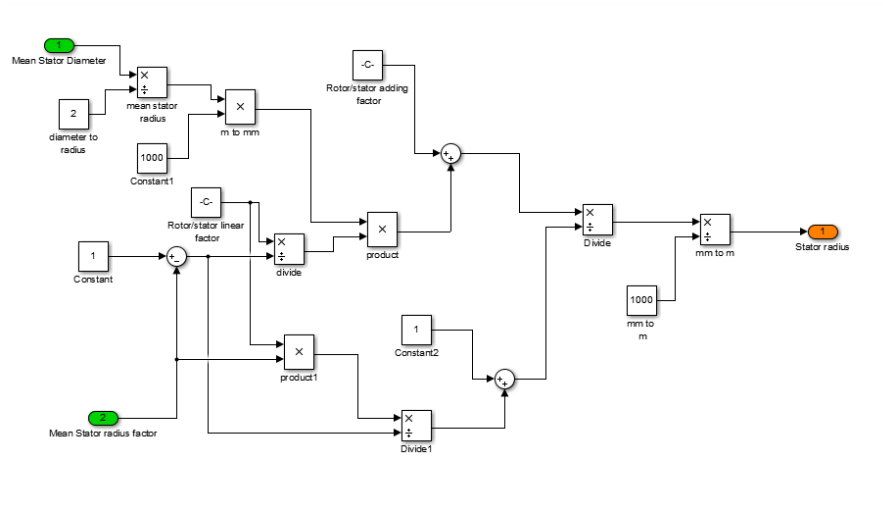 1
Mean Stator Diameter
×
÷
mean stator
radius
2
diameter to
radius
×
m to mm
1000
Constant1
-C-
Rotor/stator adding
factor
+
+
-C-
Rotor/stator linear
factor
×
÷
divide
×
product
1
Constant
+
−
×
÷
Divide
×
÷
mm to m
1
Stator radius
1000
mm to
m
1
Constant2
×
product1
+
+
2
Mean Stator radius factor
×
÷
Divide1